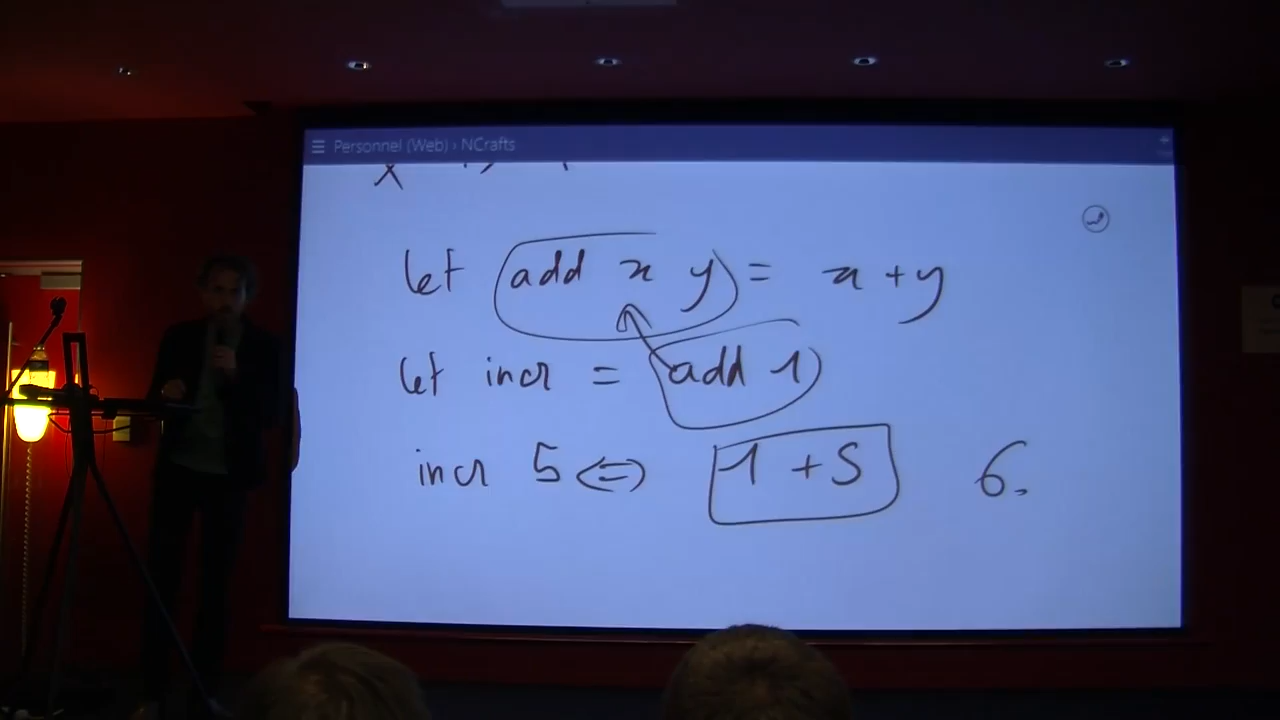 Personnel (Web) › NCrafts
let add x y = x + y
let incr = add 1
incr 5 <=> 1 + 5 6.